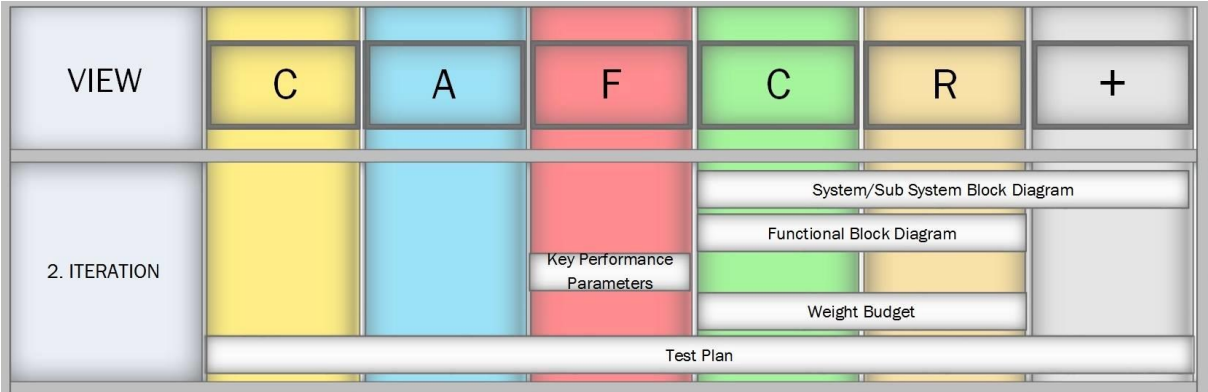 VIEW C A F C R +
System/Sub System Block Diagram
Functional Block Diagram
2. ITERATION
Key Performance
Parameters
Weight Budget
Test Plan